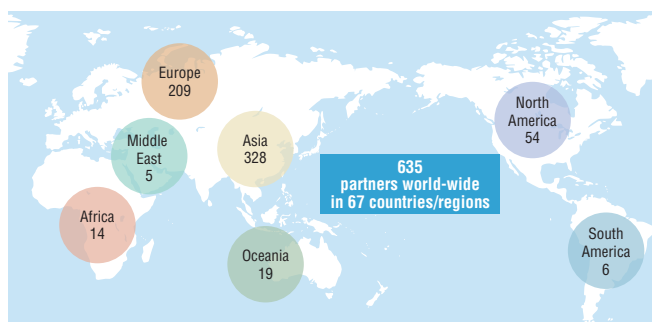 Europe
209
North
America
54
Middle
East
5
Asia
328
635
partners world-wide
in 67 countries/regions
Africa
14
Oceania
19
South
America
6